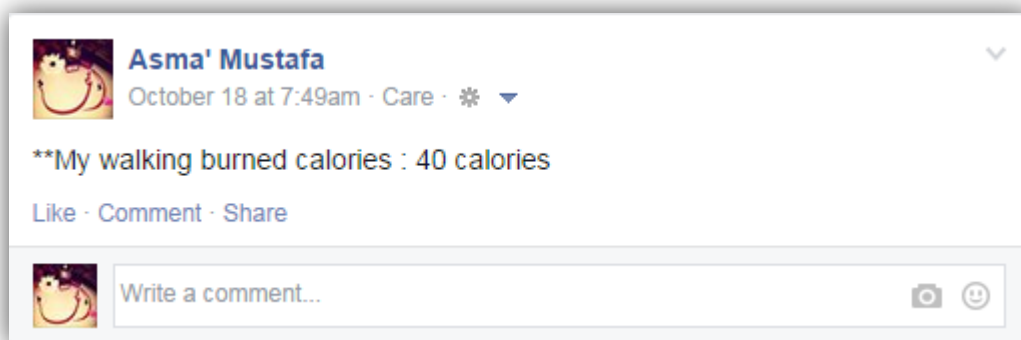 Asma' Mustafa
October 18 at 7:49am · Care ·
**My walking burned calories : 40 calories
Like · Comment · Share
Write a comment...